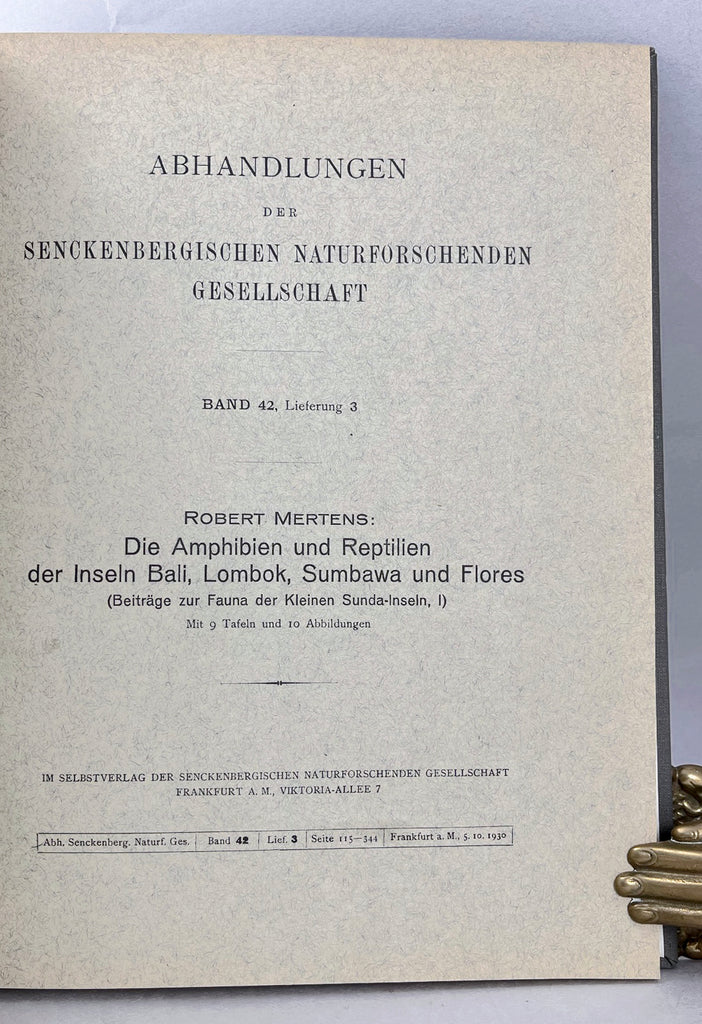 ABHANDLUNGEN
DER
SENCKENBERGISCHEN NATURFORSCHENDEN
GESELLSCHAFT
BAND 42, Lieferung 3
ROBERT MERTENS:
Die Amphibien und Reptilien
der Inseln Bali, Lombok, Sumbawa und Flores
(Beiträge zur Fauna der Kleinen Sunda-Inseln, I)
Mit 9 Tafeln und 10 Abbildungen
IM SELBSTVERLAG DER SENCKENBERGISCHEN NATURFORSCHENDEN GESELLSCHAFT
FRANKFURT A. M., VIKTORIA-ALLEE 7
Abh. Senckenberg. Naturf. Ges. | Band 42 | Lief. 3 | Seite 115—344 | Frankfurt a. M., 5. 10. 1930